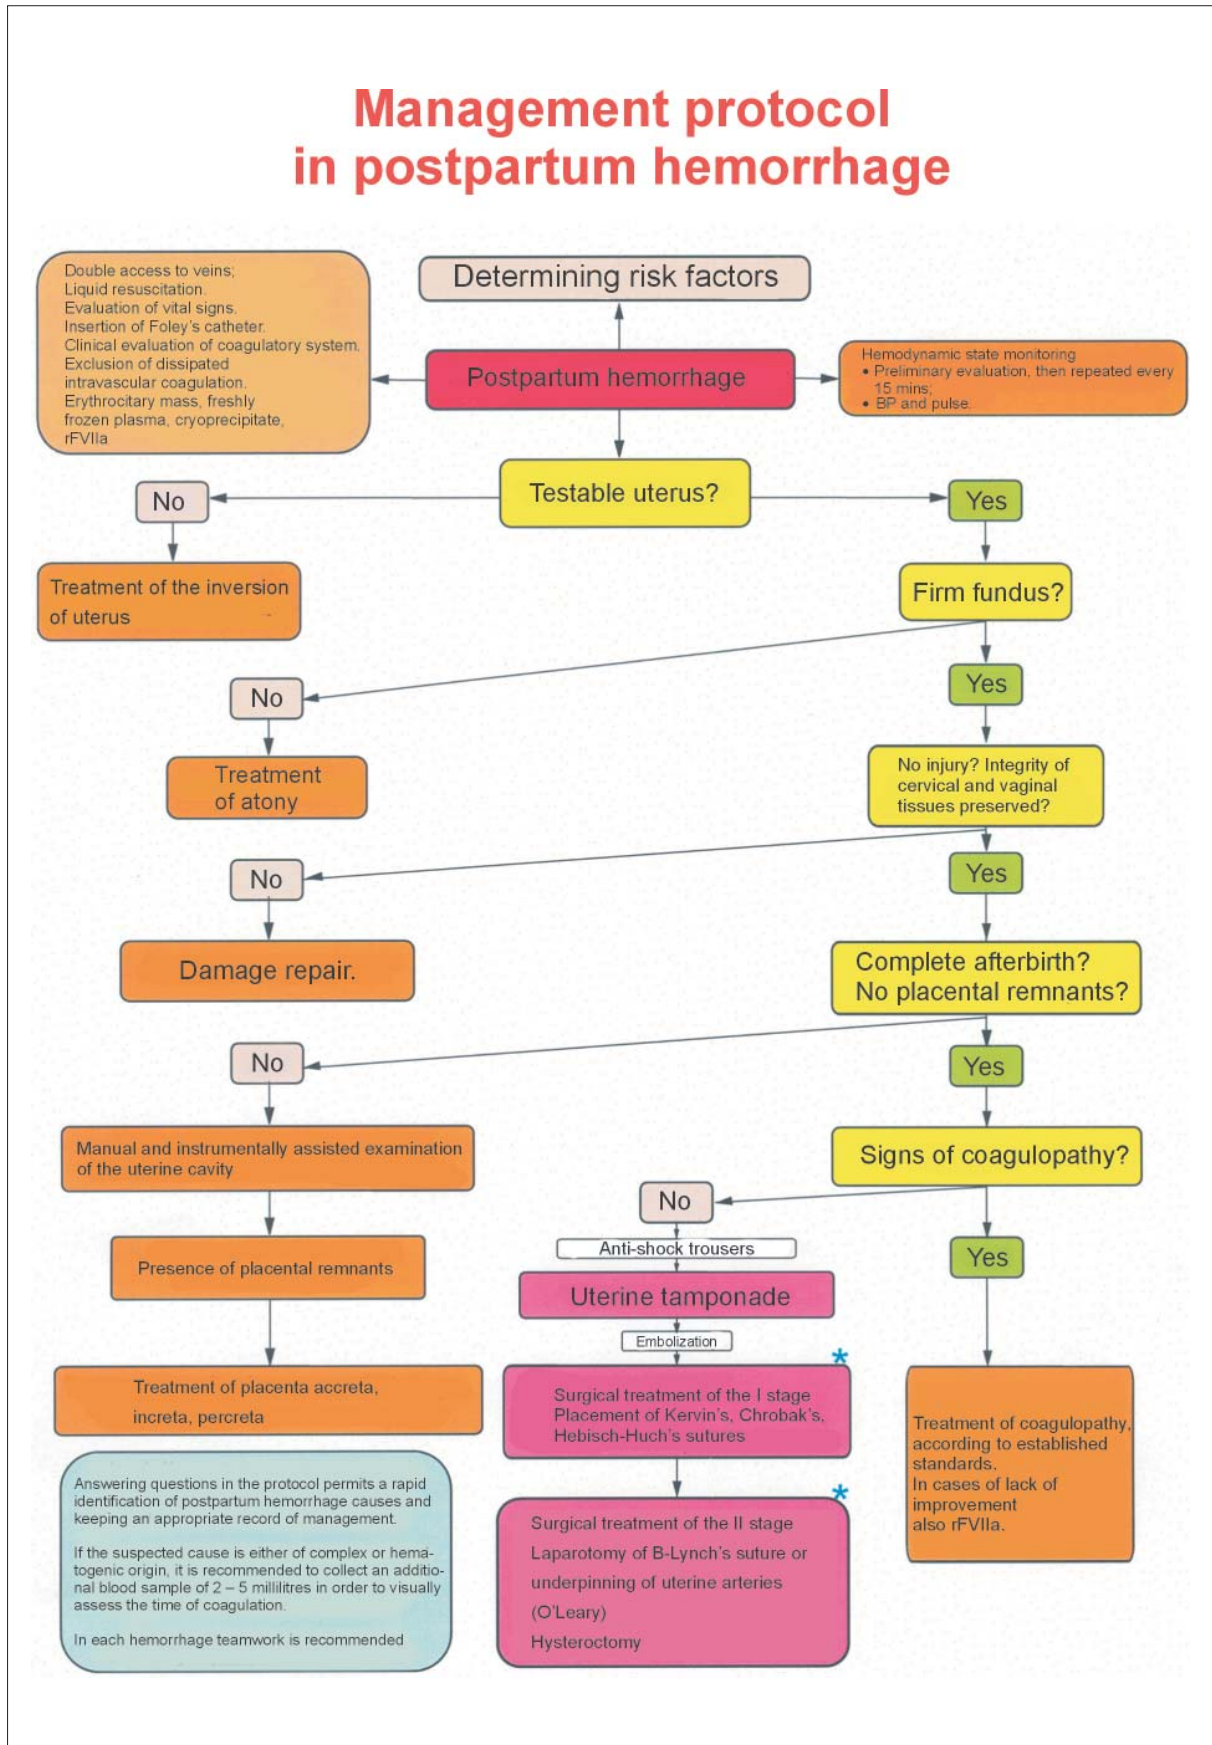 Management protocol
in postpartum hemorrhage
Double access to veins;
Liquid resuscitation.
Evaluation of vital signs.
Insertion of Foley's catheter.
Clinical evaluation of coagulatory system.
Exclusion of dissipated
intravascular coagulation.
Erythrocitary mass, freshly
frozen plasma, cryoprecipitate,
rFVIIa
Determining risk factors
Postpartum hemorrhage
Hemodynamic state monitoring
• Preliminary evaluation, then repeated every
15 mins;
• BP and pulse.
Testable uterus?
No
Yes
Treatment of the inversion
of uterus
Firm fundus?
No
Yes
Treatment
of atony
No injury? Integrity of
cervical and vaginal
tissues preserved?
No
Yes
Damage repair.
Complete afterbirth?
No placental remnants?
No
Yes
Manual and instrumentally assisted examination
of the uterine cavity
Signs of coagulopathy?
No
Yes
Presence of placental remnants
Anti-shock trousers
Uterine tamponade
Embolization
*
Treatment of placenta accreta,
increta, percreta
Surgical treatment of the I stage
Placement of Kervin's, Chrobak's,
Hebisch-Huch's sutures
Treatment of coagulopathy,
according to established
standards.
In cases of lack of
improvement
also rFVIIa.
Answering questions in the protocol permits a rapid
identification of postpartum hemorrhage causes and
keeping an appropriate record of management.
If the suspected cause is either of complex or hema-
togenic origin, it is recommended to collect an additio-
nal blood sample of 2 – 5 millilitres in order to visually
assess the time of coagulation.
In each hemorrhage teamwork is recommended
*
Surgical treatment of the II stage
Laparotomy of B-Lynch's suture or
underpinning of uterine arteries
(O'Leary)
Hysteroctomy